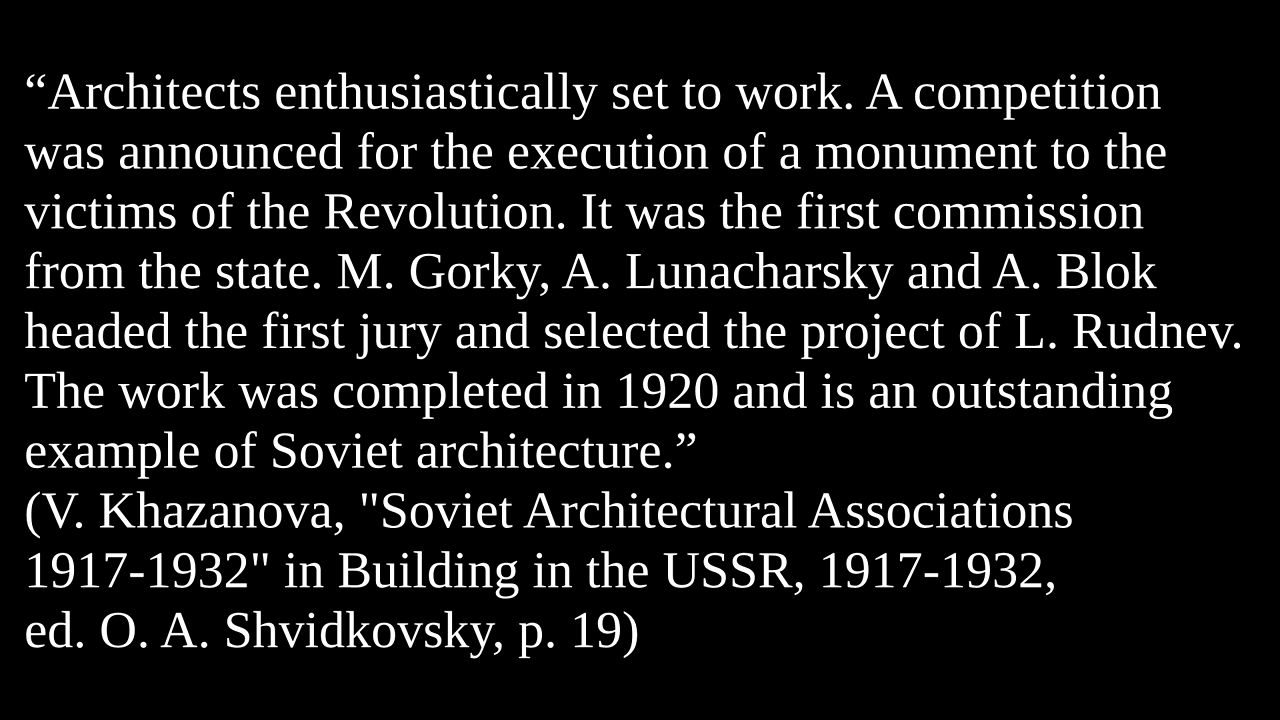 “Architects enthusiastically set to work. A competition
was announced for the execution of a monument to the
victims of the Revolution. It was the first commission
from the state. M. Gorky, A. Lunacharsky and A. Blok
headed the first jury and selected the project of L. Rudnev.
The work was completed in 1920 and is an outstanding
example of Soviet architecture.”
(V. Khazanova, "Soviet Architectural Associations
1917-1932" in Building in the USSR, 1917-1932,
ed. O. A. Shvidkovsky, p. 19)